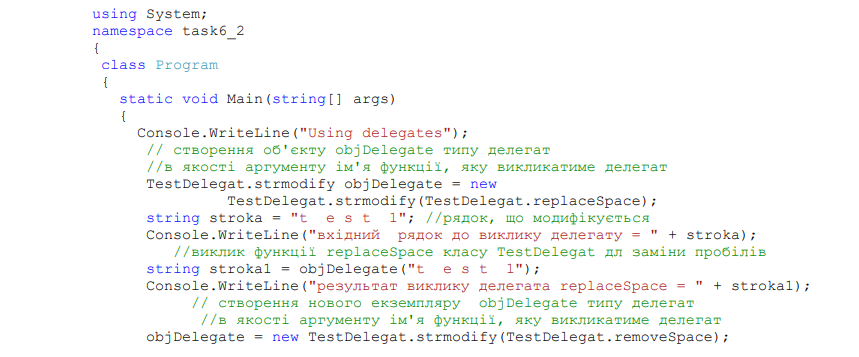 using System;
namespace task6_2
{
class Program
{
static void Main(string[] args)
{
Console.WriteLine("Using delegates");
// створення об'єкту objDelegate типу делегат
//в якості аргументу ім'я функції, яку викликатиме делегат
TestDelegat.strmodify objDelegate = new
TestDelegat.strmodify(TestDelegat.replaceSpace);
string stroka = "t  e s t  1"; //рядок, що модифікується
Console.WriteLine("вхідний  рядок до виклику делегату = " + stroka);
//виклик функції replaceSpace класу TestDelegat дл заміни пробілів
string stroka1 = objDelegate("t  e s t  1");
Console.WriteLine("результат виклику делегата replaceSpace = " + stroka1);
// створення нового екземпляру  objDelegate типу делегат
//в якості аргументу ім'я функції, яку викликатиме делегат
objDelegate = new TestDelegat.strmodify(TestDelegat.removeSpace);